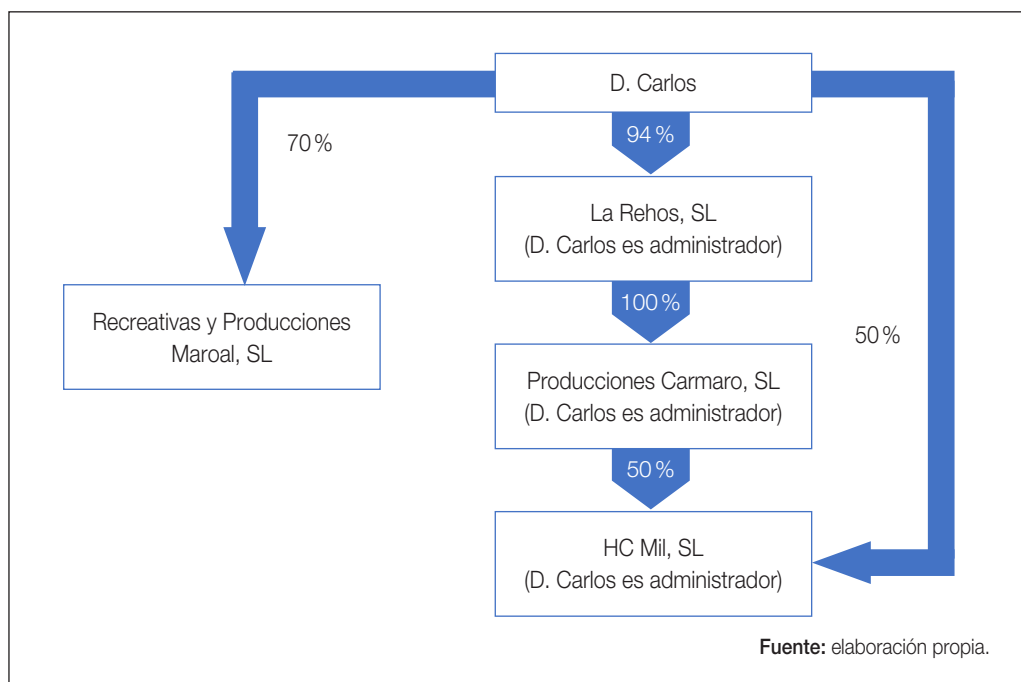 D. Carlos
94 %
70 %
La Rehos, SL
(D. Carlos es administrador)
100 %
Recreativas y Producciones
Maroal, SL
50 %
Producciones Carmaro, SL
(D. Carlos es administrador)
50 %
HC Mil, SL
(D. Carlos es administrador)
Fuente: elaboración propia.